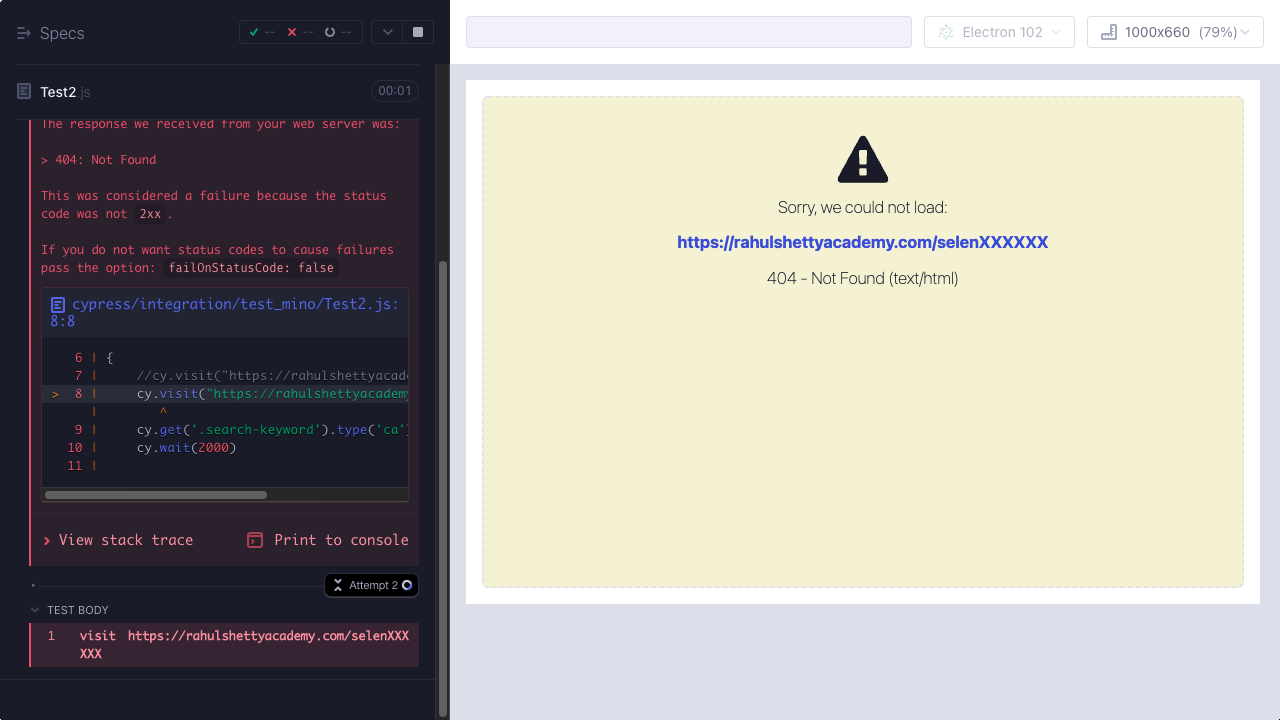 Specs
-- -- --
Electron 102
1000x660 (79%)
Test2.js
00:01
The response we received from your web server was:
> 404: Not Found
This was considered a failure because the status
code was not 2xx.
If you do not want status codes to cause failures
pass the option: failOnStatusCode: false
cypress/integration/test_mino/Test2.js:
8:8
6 | {
7 | //cy.visit("https://rahulshettyacade
> 8 | cy.visit("https://rahulshettyacademy
| ^
9 | cy.get('.search-keyword').type('ca')
10 | cy.wait(2000)
11 |
View stack trace
Print to console
Attempt 2
TEST BODY
1 visit https://rahulshettyacademy.com/selenXXX
XXX
Sorry, we could not load:
https://rahulshettyacademy.com/selenXXXXXX
404 - Not Found (text/html)